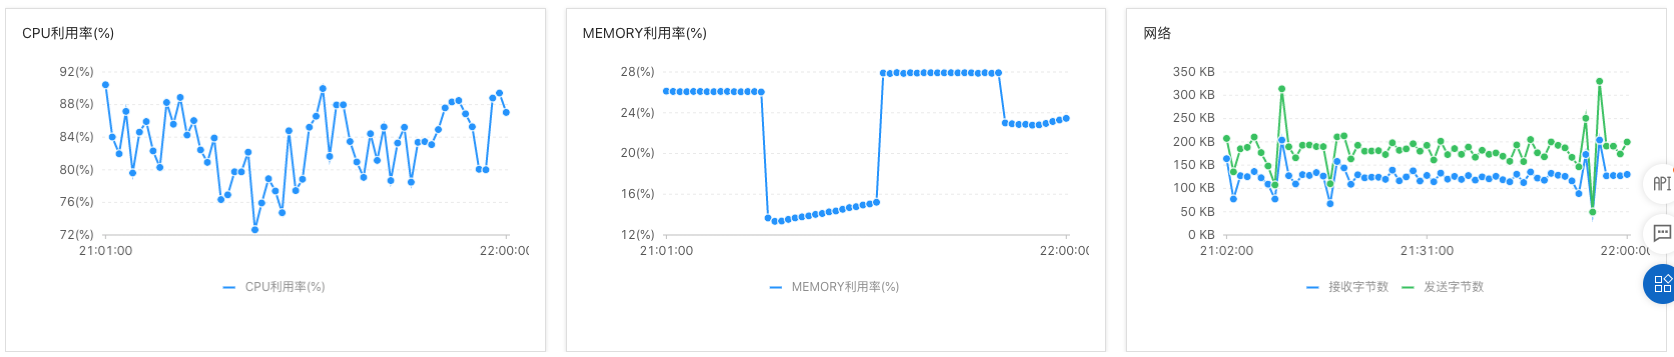 CPU利用率(%)
92(%)
88(%)
84(%)
80(%)
76(%)
72(%)
21:01:00
22:00:00
CPU利用率(%)
MEMORY利用率(%)
28(%)
24(%)
20(%)
16(%)
12(%)
21:01:00
22:00:0(
MEMORY利用率(%)
网络
350 KB
300 KB
250 KB
200 KB
150 KB
100 KB
50 KB
0 KB
21:02:00
21:31:00
22:00:0(
接收字节数 发送字节数
API